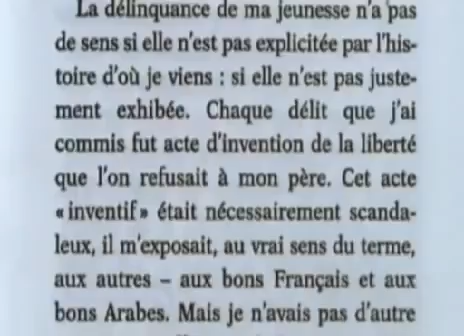 La délinquance de ma jeunesse n'a pas
de sens si elle n'est pas explicitée par l'his-
toire d'où je viens : si elle n'est pas juste-
ment exhibée. Chaque délit que j'ai
commis fut acte d'invention de la liberté
que l'on refusait à mon père. Cet acte
« inventif » était nécessairement scanda-
leux, il m'exposait, au vrai sens du terme,
aux autres – aux bons Français et aux
bons Arabes. Mais je n'avais pas d'autre